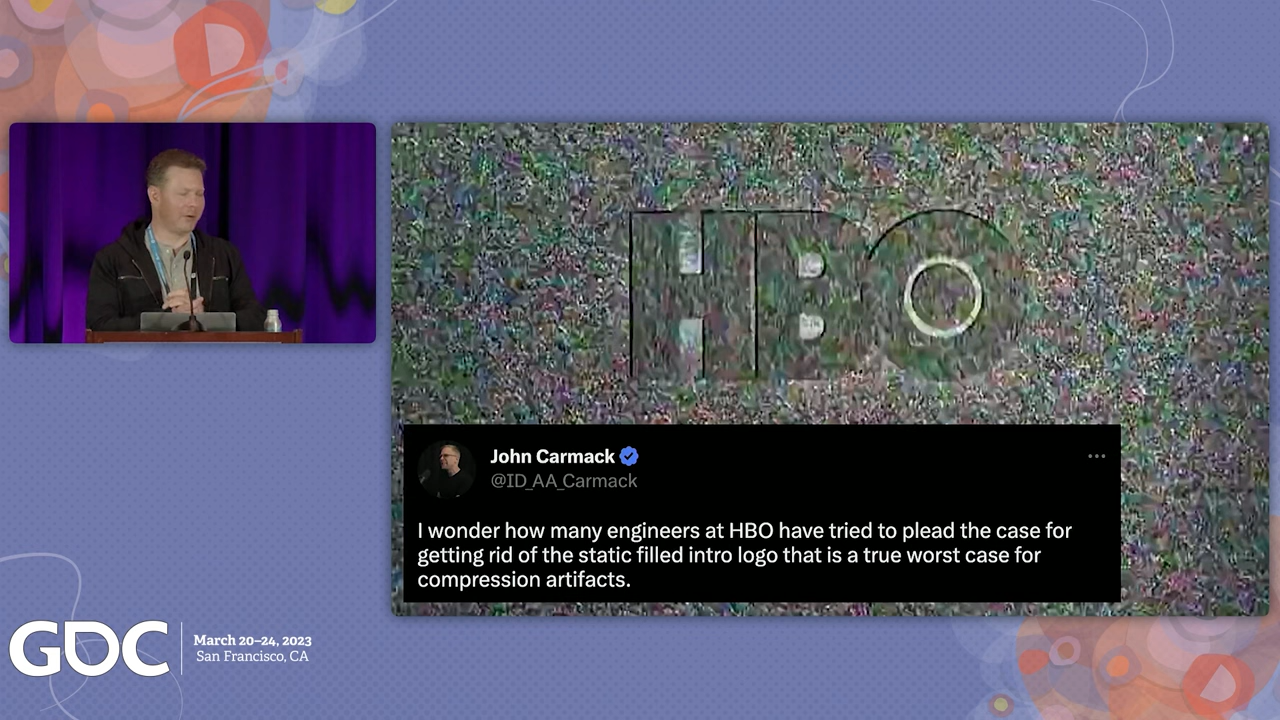 HBO
John Carmack
@ID_AA_Carmack
I wonder how many engineers at HBO have tried to plead the case for
getting rid of the static filled intro logo that is a true worst case for
compression artifacts.
GDC
March 20–24, 2023
San Francisco, CA